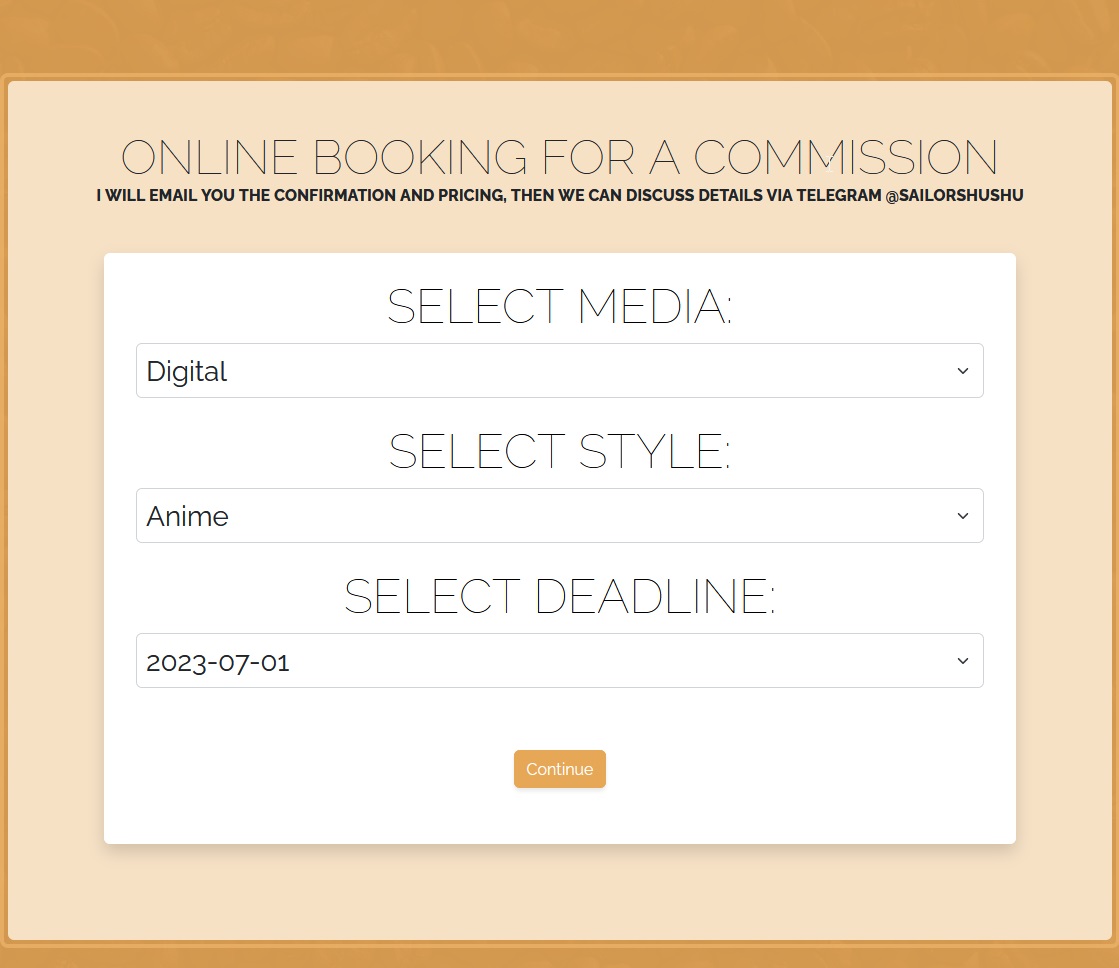 ONLINE BOOKING FOR A COMMISSION
I WILL EMAIL YOU THE CONFIRMATION AND PRICING, THEN WE CAN DISCUSS DETAILS VIA TELEGRAM @SAILORSHUSHU
SELECT MEDIA:
Digital
SELECT STYLE:
Anime
SELECT DEADLINE:
2023-07-01
Continue